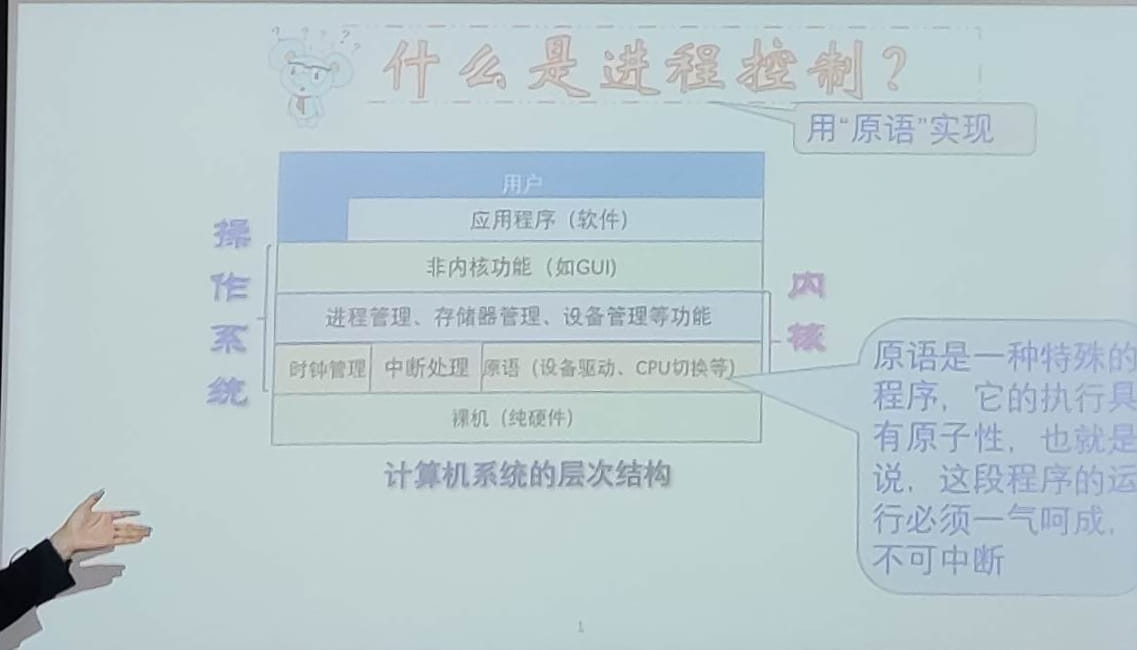 什么是进程控制？
用“原语”实现
用户
应用程序（软件）
操作系统
非内核功能（如GUI)
内核
进程管理、存储器管理、设备管理等功能
时钟管理
中断处理
原语（设备驱动、CPU切换等）
裸机（纯硬件）
计算机系统的层次结构
原语是一种特殊的
程序，它的执行具
有原子性，也就是
说，这段程序的运
行必须一气呵成，
不可中断
1